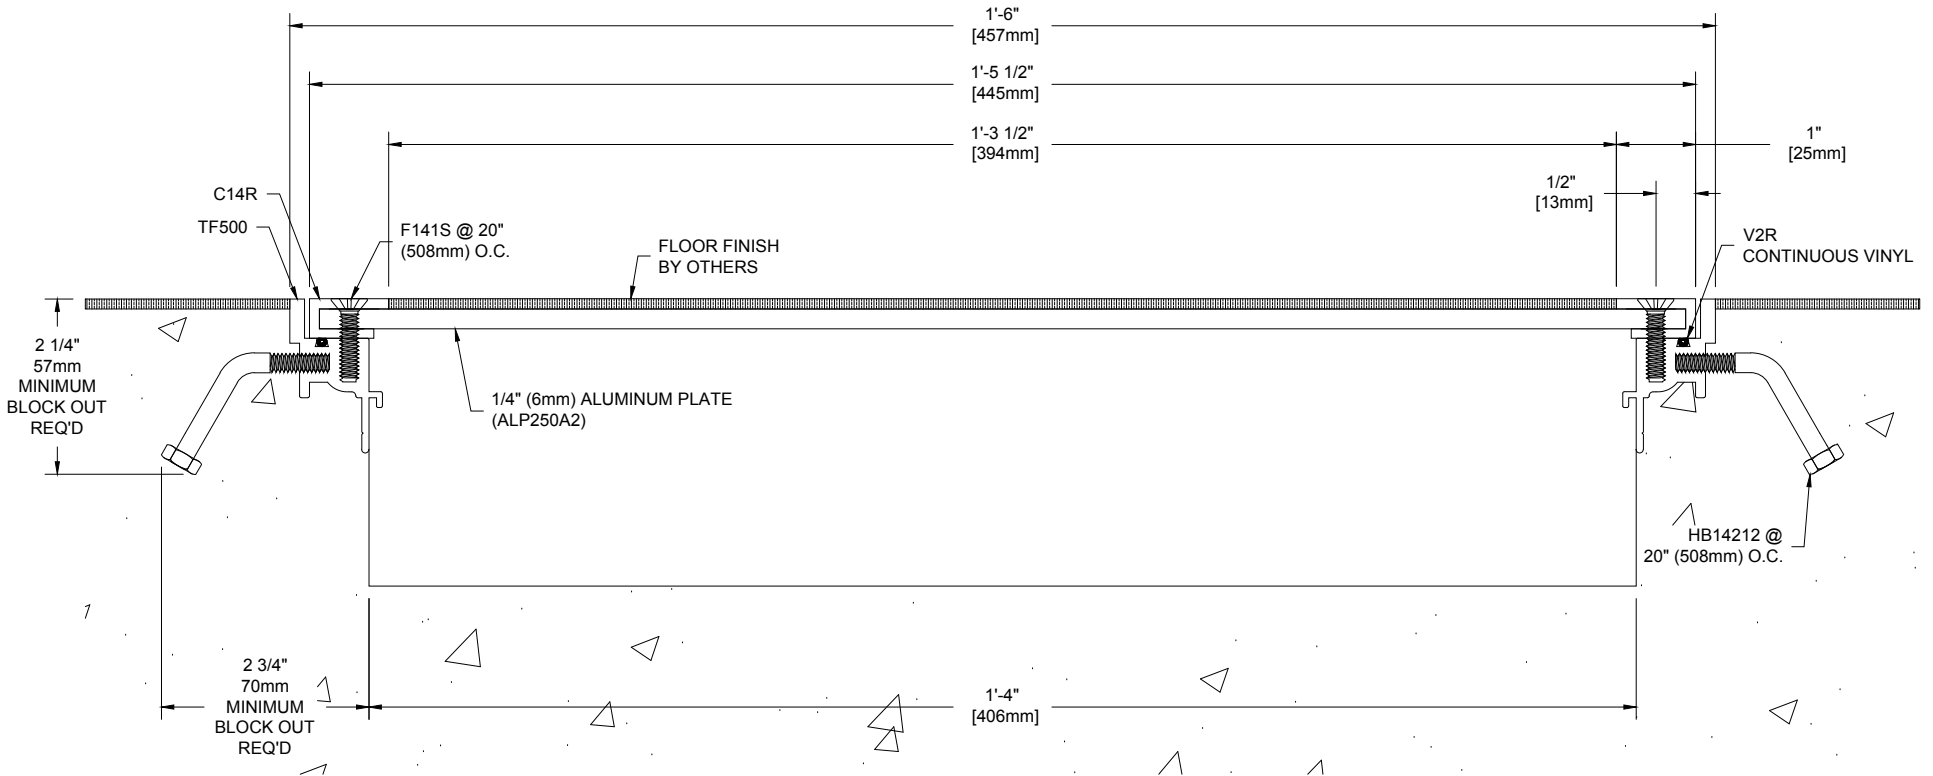 1'-6"
[457mm]
1'-5 1/2"
[445mm]
1'-3 1/2"
[394mm]
1"
[25mm]
1/2"
[13mm]
C14R
TF500
F141S @ 20"
(508mm) O.C.
FLOOR FINISH
BY OTHERS
V2R
CONTINUOUS VINYL
2 1/4"
57mm
MINIMUM
BLOCK OUT
REQ'D
1/4" (6mm) ALUMINUM PLATE
(ALP250A2)
HB14212 @
20" (508mm) O.C.
2 3/4"
70mm
MINIMUM
BLOCK OUT
REQ'D
1'-4"
[406mm]